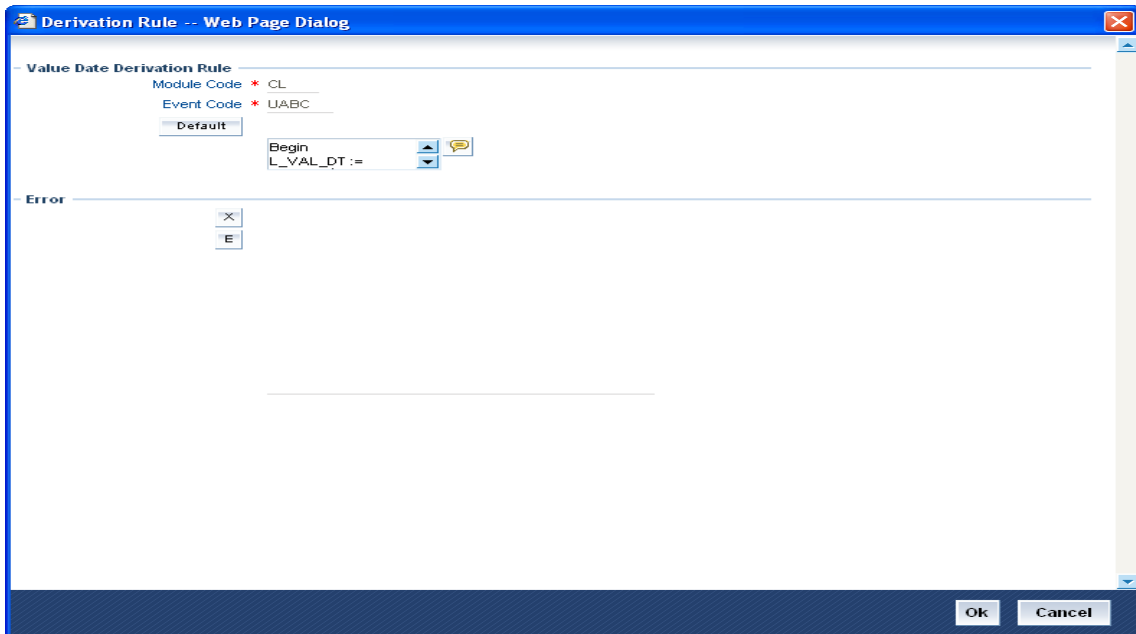 Derivation Rule -- Web Page Dialog
Value Date Derivation Rule
Module Code * CL
Event Code * UABC
Default
Begin
L_VAL_DT :=
Error
X
E
Ok Cancel